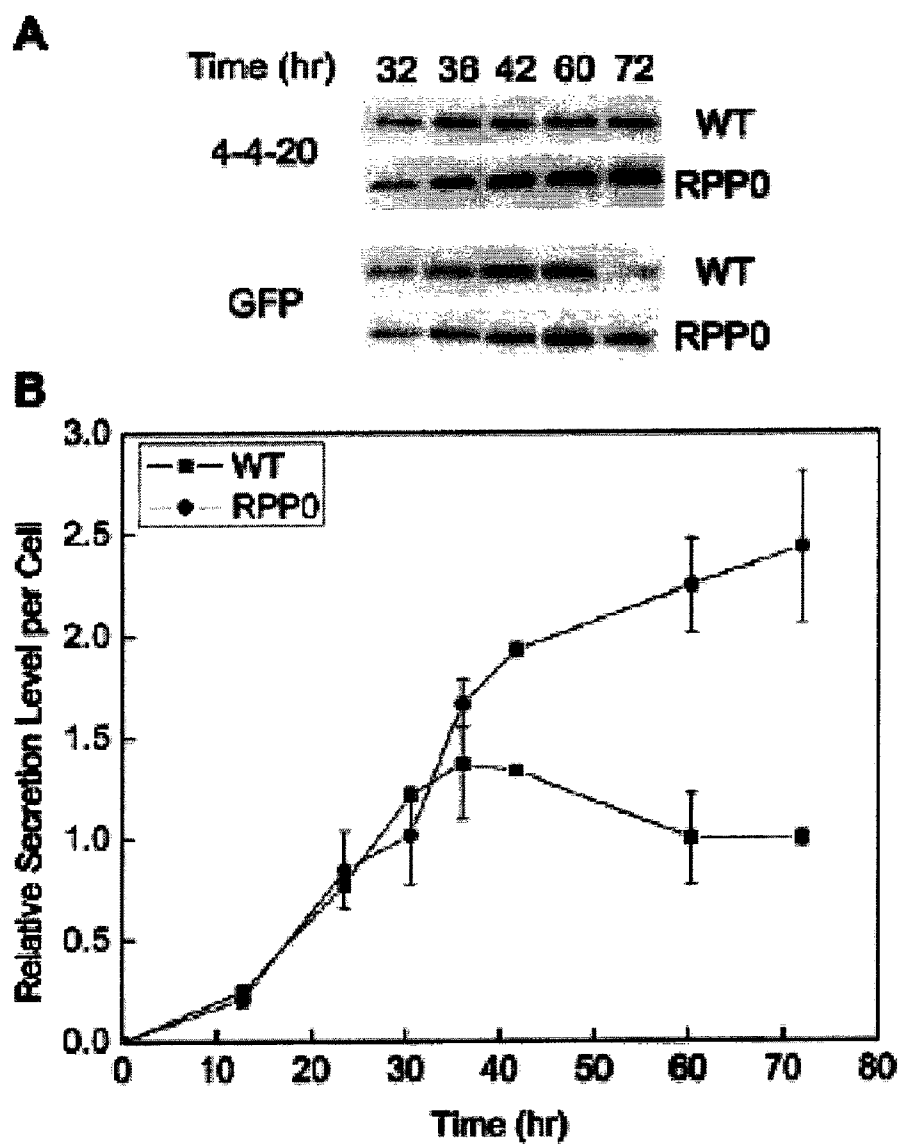 A
Time (hr) 32 36 42 60 72
4-4-20
WT
RPP0
GFP
WT
RPP0
B
WT
RPP0
Relative Secretion Level per Cell
3.0
2.5
2.0
1.5
1.0
0.5
0.0
0 10 20 30 40 50 60 70 80
Time (hr)